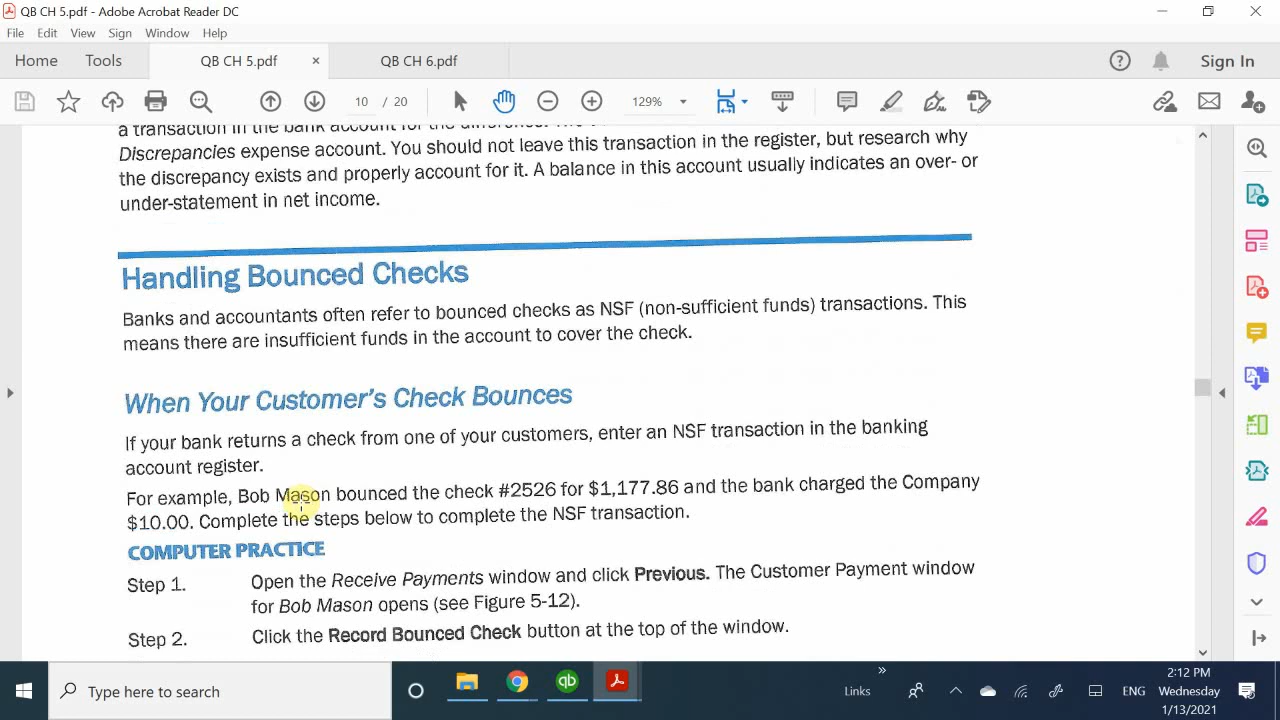 QB CH 5.pdf - Adobe Acrobat Reader DC
File Edit View Sign Window Help
Home Tools QB CH 5.pdf × QB CH 6.pdf Sign In
10 / 20 129%
a transaction in the bank account for the difference. The
Discrepancies expense account. You should not leave this transaction in the register, but research why
the discrepancy exists and properly account for it. A balance in this account usually indicates an over- or
under-statement in net income.
Handling Bounced Checks
Banks and accountants often refer to bounced checks as NSF (non-sufficient funds) transactions. This
means there are insufficient funds in the account to cover the check.
When Your Customer's Check Bounces
If your bank returns a check from one of your customers, enter an NSF transaction in the banking
account register.
For example, Bob Mason bounced the check #2526 for $1,177.86 and the bank charged the Company
$10.00. Complete the steps below to complete the NSF transaction.
COMPUTER PRACTICE
Step 1. Open the Receive Payments window and click Previous. The Customer Payment window
for Bob Mason opens (see Figure 5-12).
Step 2. Click the Record Bounced Check button at the top of the window.
Type here to search
Links
ENG
2:12 PM
Wednesday
1/13/2021